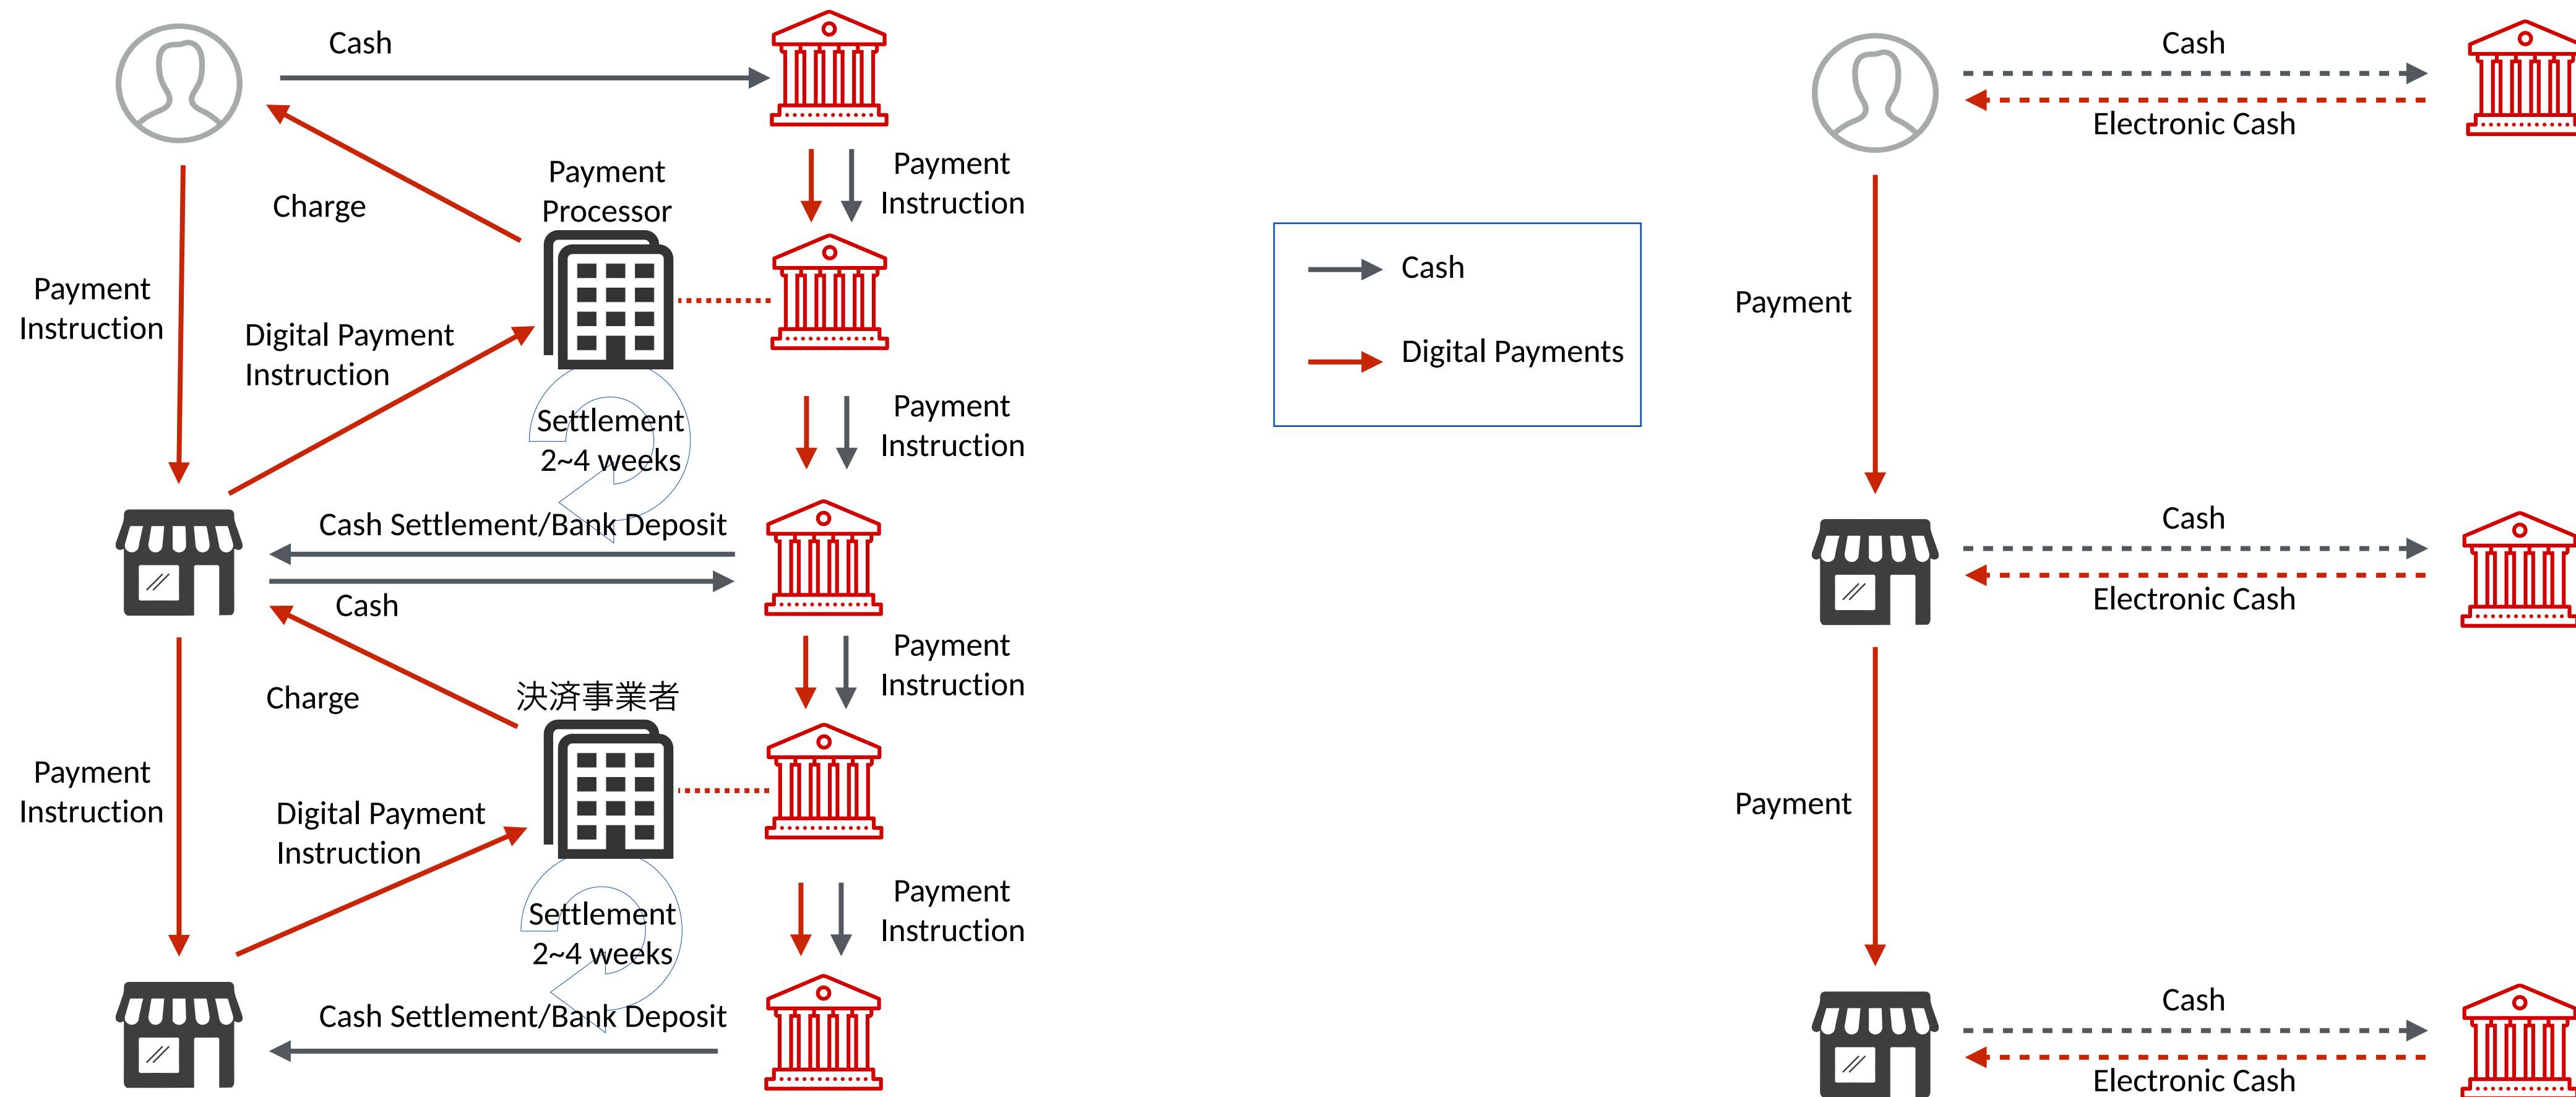 Cash
Payment
Processor
Payment
Instruction
Charge
Payment
Instruction
Digital Payment
Instruction
Settlement
2~4 weeks
Payment
Instruction
Cash Settlement/Bank Deposit
Cash
Payment
Instruction
Charge
決済事業者
Payment
Instruction
Digital Payment
Instruction
Settlement
2~4 weeks
Payment
Instruction
Cash Settlement/Bank Deposit
Cash
Digital Payments
Cash
Electronic Cash
Payment
Cash
Electronic Cash
Payment
Cash
Electronic Cash